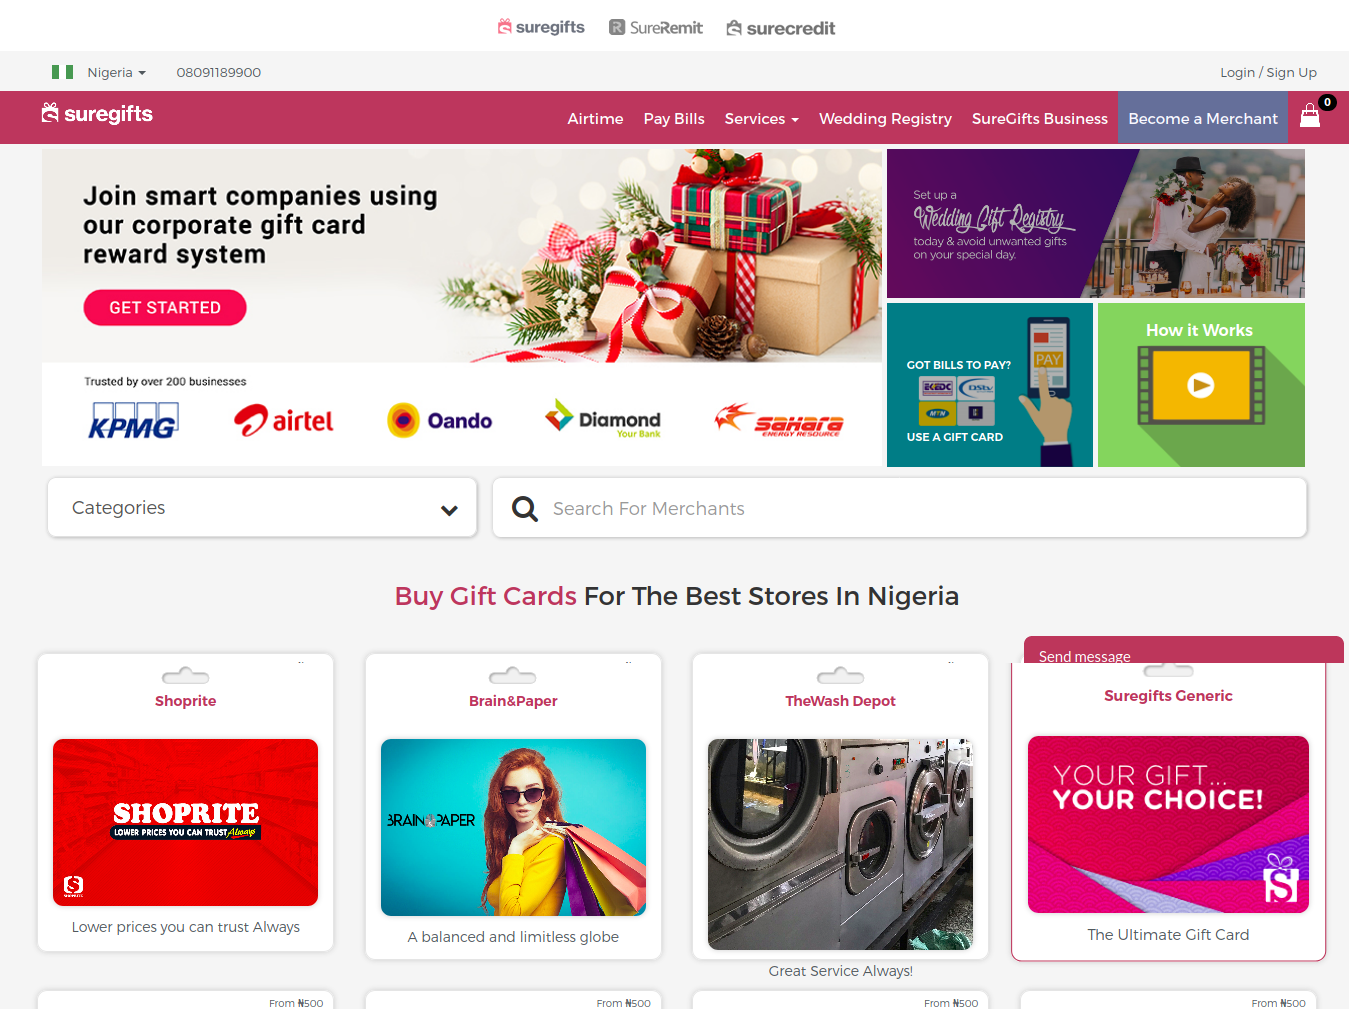 suregifts SureRemit surecredit
Nigeria 08091189900 Login / Sign Up
suregifts Airtime Pay Bills Services Wedding Registry SureGifts Business Become a Merchant 0
Join smart companies using
our corporate gift card
reward system
GET STARTED
Trusted by over 200 businesses
KPMG airtel Oando Diamond
Your Bank
SAHARA
ENERGY RESOURCE
Set up a
Wedding Gift Registry
today & avoid unwanted gifts
on your special day.
GOT BILLS TO PAY?
EKEDC DStv
MTN
USE A GIFT CARD
PAY
How it Works
Categories
Search For Merchants
Buy Gift Cards For The Best Stores In Nigeria
Send message
Shoprite
SHOPRITE
LOWER PRICES YOU CAN TRUST Always
Lower prices you can trust Always
Brain&Paper
BRAIN PAPER
A balanced and limitless globe
TheWash Depot
Great Service Always!
Suregifts Generic
YOUR GIFT...
YOUR CHOICE!
S
The Ultimate Gift Card
From ₦500
From ₦500
From ₦500
From ₦500